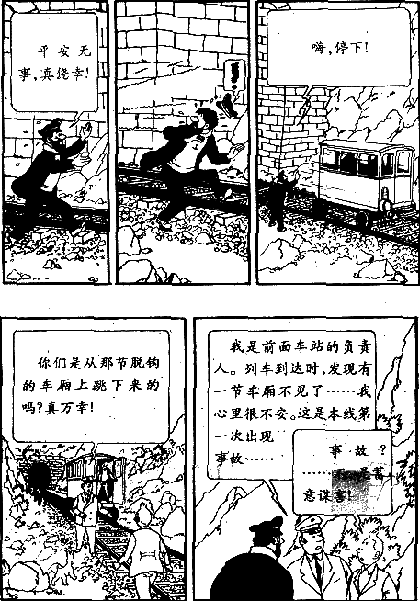 平安无
事,真侥幸!
嗨,停下!
你们是从那节脱钩
的车厢上跳下来的
吗?真万幸!
我是前面车站的负责
人。列车到达时,发现有
一节车厢不见了……我
心里很不安。这是本线第
一次出现
事故……
事故?
意谋害!